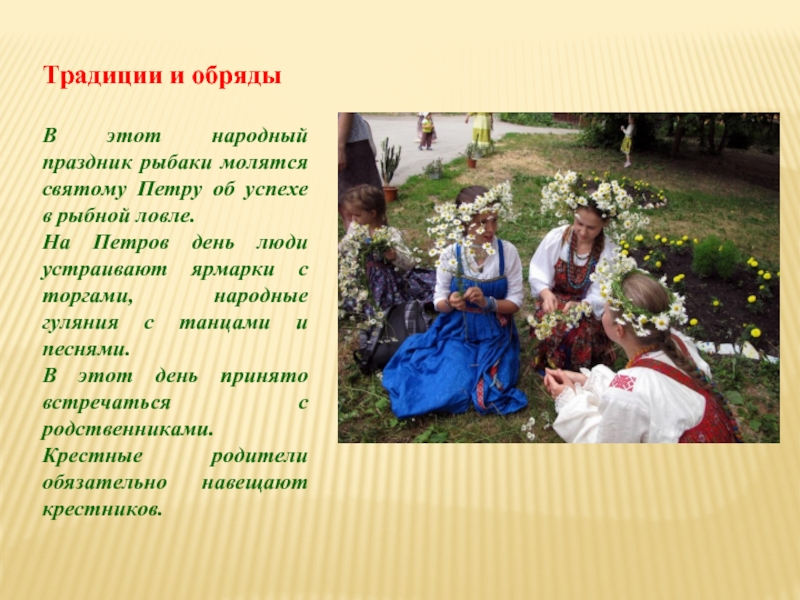 Традиции и обряды
В этот народный
праздник рыбаки молятся
святому Петру об успехе
в рыбной ловле.
На Петров день люди
устраивают ярмарки с
торгами, народные
гуляния с танцами и
песнями.
В этот день принято
встречаться с
родственниками.
Крестные родители
обязательно навещают
крестников.